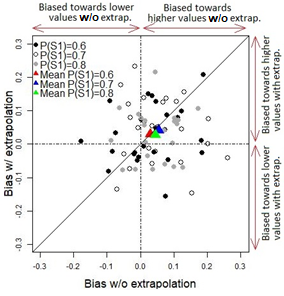 Biased towards lower
values w/o extrap.
Biased towards
higher values w/o extrap.
P(S1)=0.6
P(S1)=0.7
P(S1)=0.8
Mean P(S1)=0.6
Mean P(S1)=0.7
Mean P(S1)=0.8
Bias w/ extrapolation
0.3
0.2
0.1
0.0
-0.1
-0.2
-0.3
Biased towards higher
values with extrap.
Biased towards lower
values with extrap.
-0.3 -0.2 -0.1 0.0 0.1 0.2 0.3
Bias w/o extrapolation